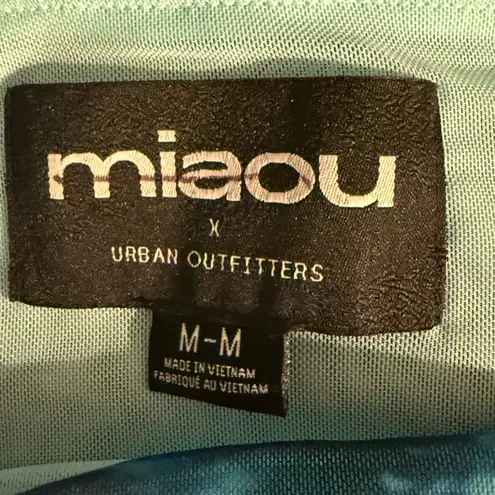 miaou
X
URBAN OUTFITTERS
M-M
MADE IN VIETNAM
FABRIQUÉ AU VIETNAM